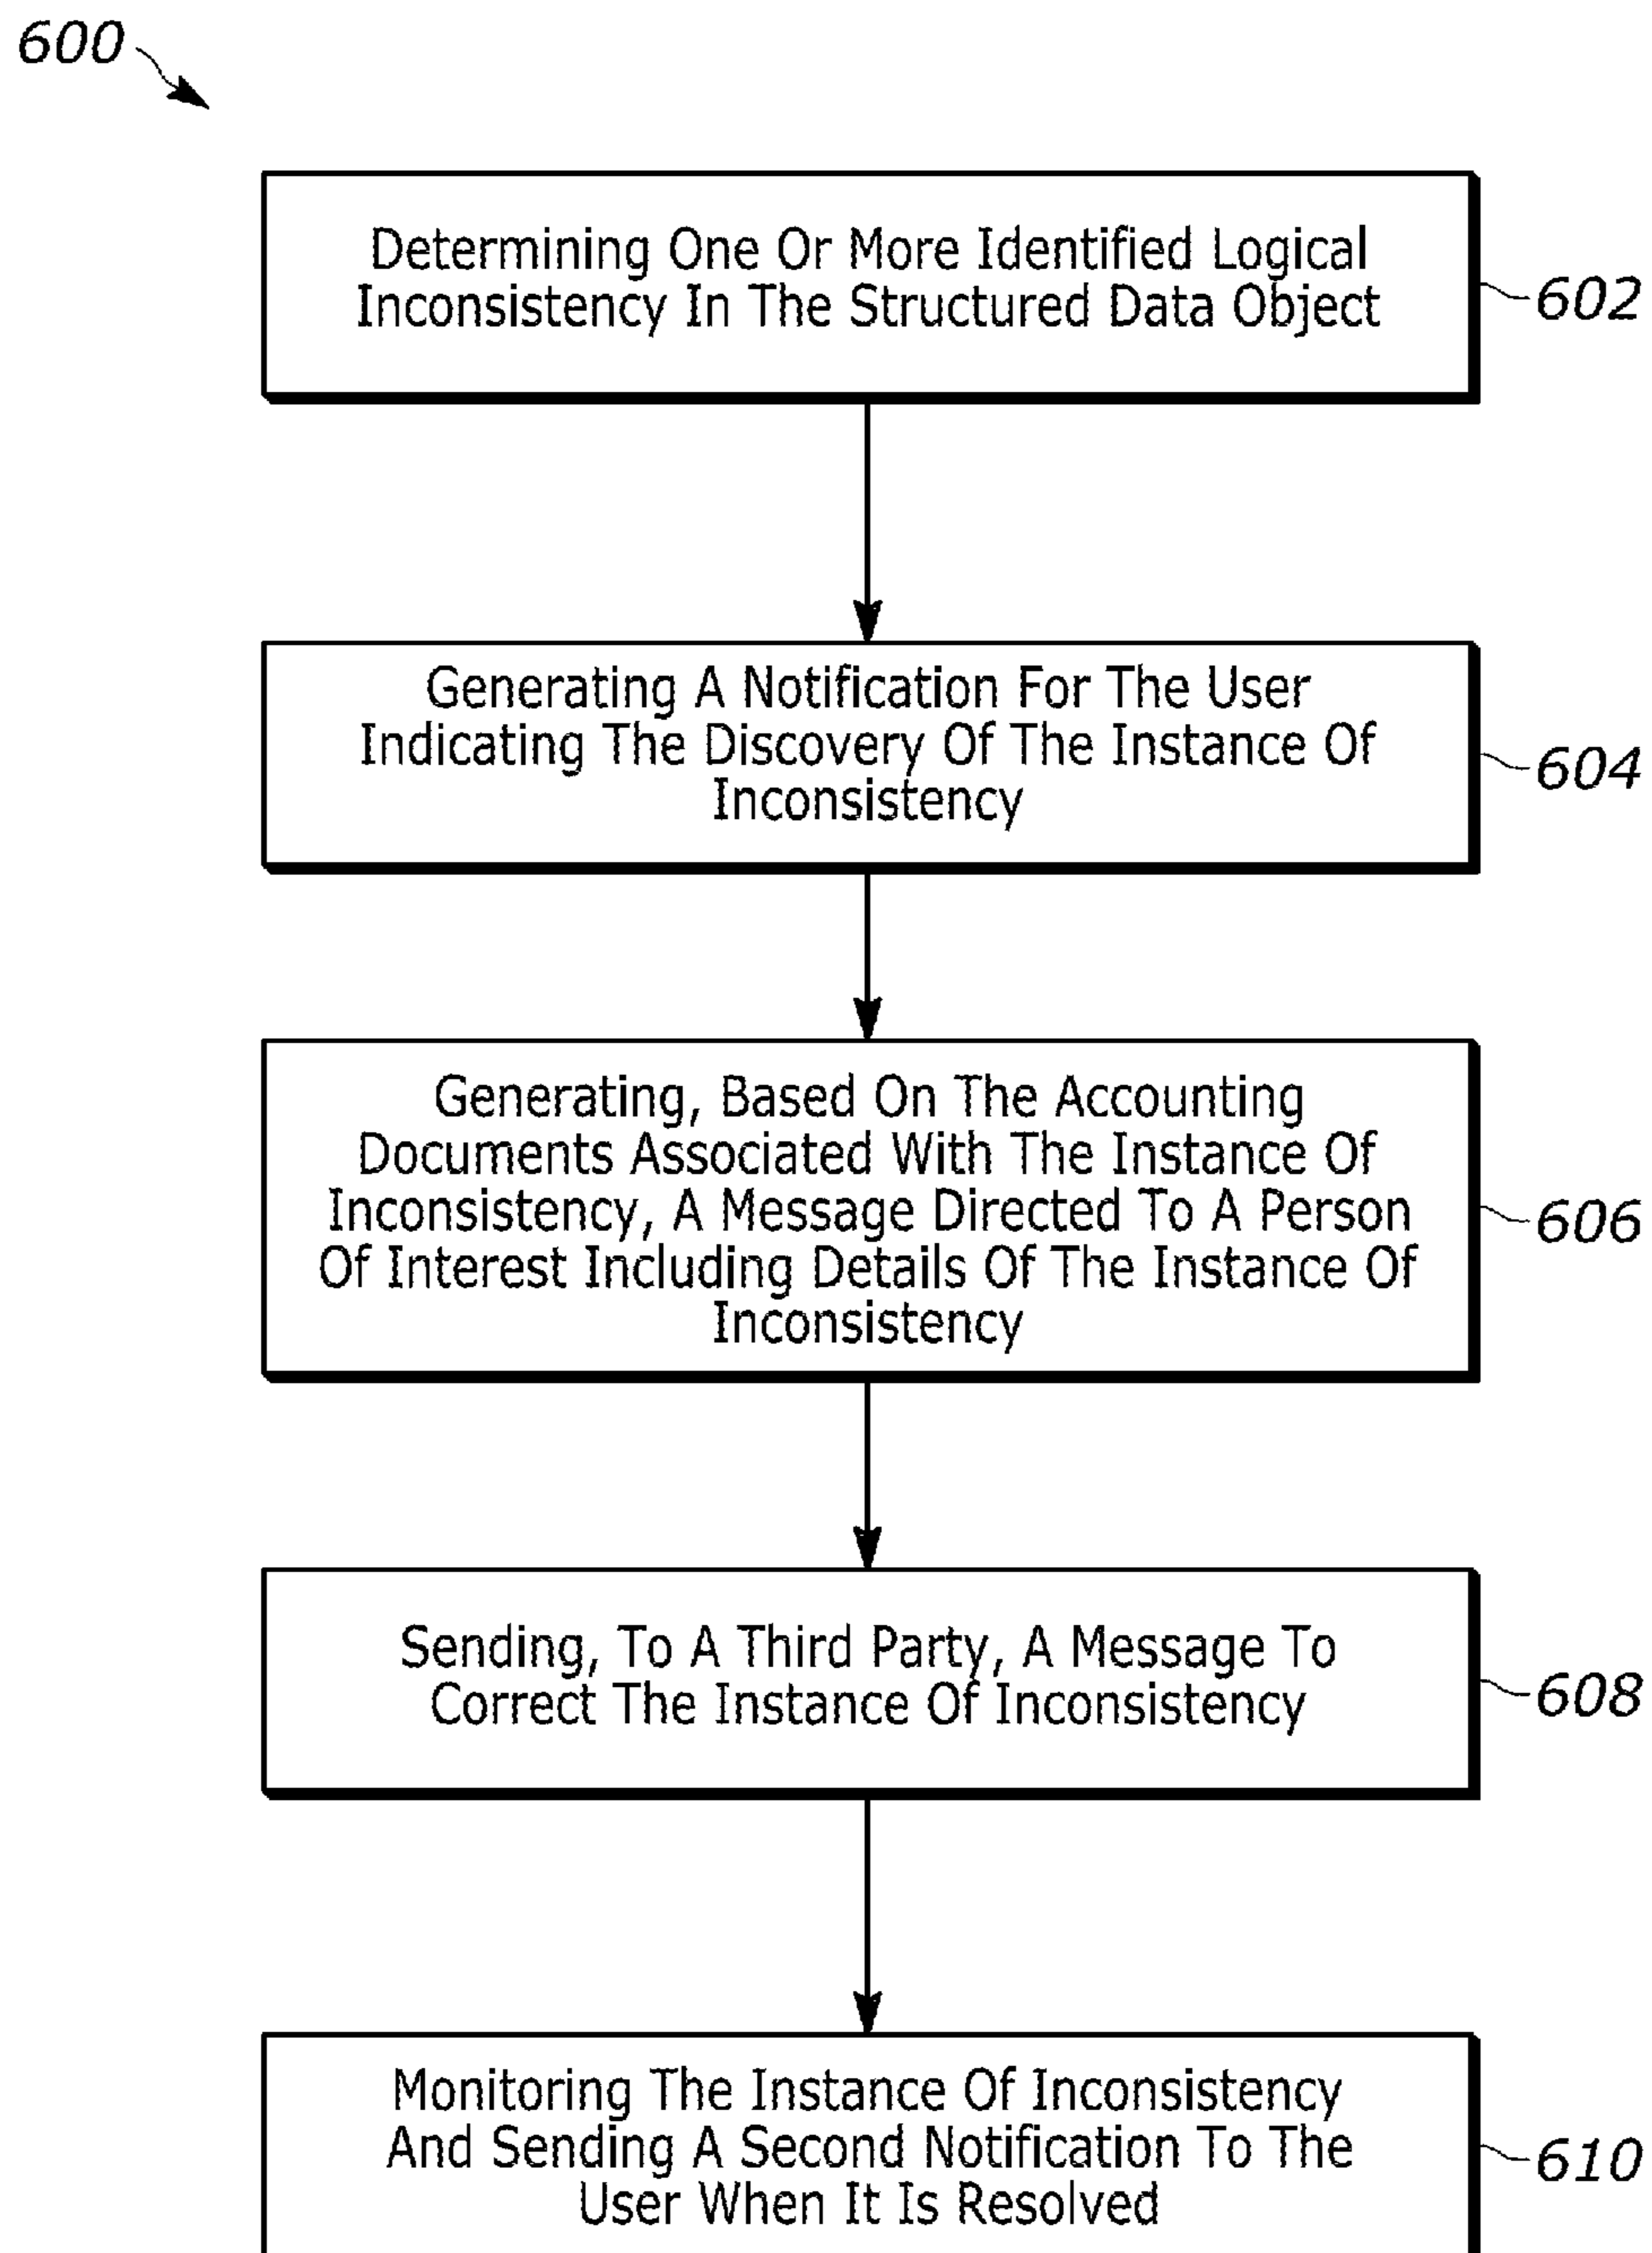 600
Determining One Or More Identified Logical
Inconsistency In The Structured Data Object
602
Generating A Notification For The User
Indicating The Discovery Of The Instance Of
Inconsistency
604
Generating, Based On The Accounting
Documents Associated With The Instance Of
Inconsistency, A Message Directed To A Person
Of Interest Including Details Of The Instance Of
Inconsistency
606
Sending, To A Third Party, A Message To
Correct The Instance Of Inconsistency
608
Monitoring The Instance Of Inconsistency
And Sending A Second Notification To The
User When It Is Resolved
610